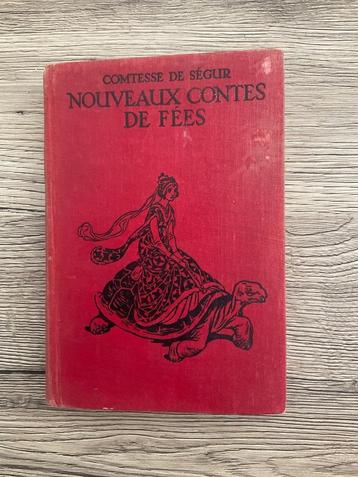 COMTESSE DE SÉGUR
NOUVEAUX CONTES
DE FÉES